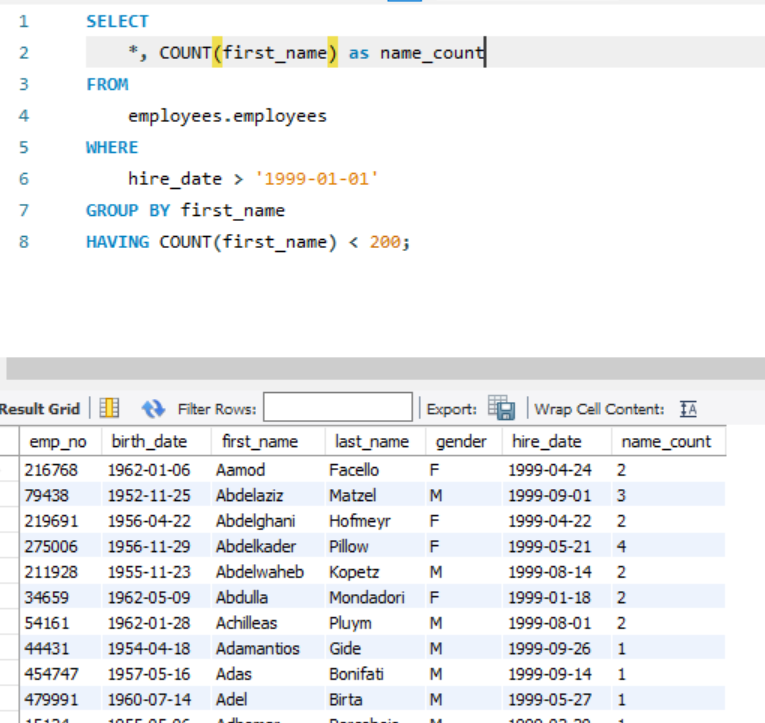 1 SELECT
2 *, COUNT(first_name) as name_count
3 FROM
4 employees.employees
5 WHERE
6 hire_date > '1999-01-01'
7 GROUP BY first_name
8 HAVING COUNT(first_name) < 200;
Result Grid Filter Rows: Export: Wrap Cell Content: IA
emp_no birth_date first_name last_name gender hire_date name_count
216768 1962-01-06 Aamod Facello F 1999-04-24 2
79438 1952-11-25 Abdelaziz Matzel M 1999-09-01 3
219691 1956-04-22 Abdelghani Hofmeyr F 1999-04-22 2
275006 1956-11-29 Abdelkader Pillow F 1999-05-21 4
211928 1955-11-23 Abdelwaheb Kopetz M 1999-08-14 2
34659 1962-05-09 Abdulla Mondadori F 1999-01-18 2
54161 1962-01-28 Achilleas Pluym M 1999-08-01 2
44431 1954-04-18 Adamantios Gide M 1999-09-26 1
454747 1957-05-16 Adas Bonifati M 1999-09-14 1
479991 1960-07-14 Adel Birta M 1999-05-27 1